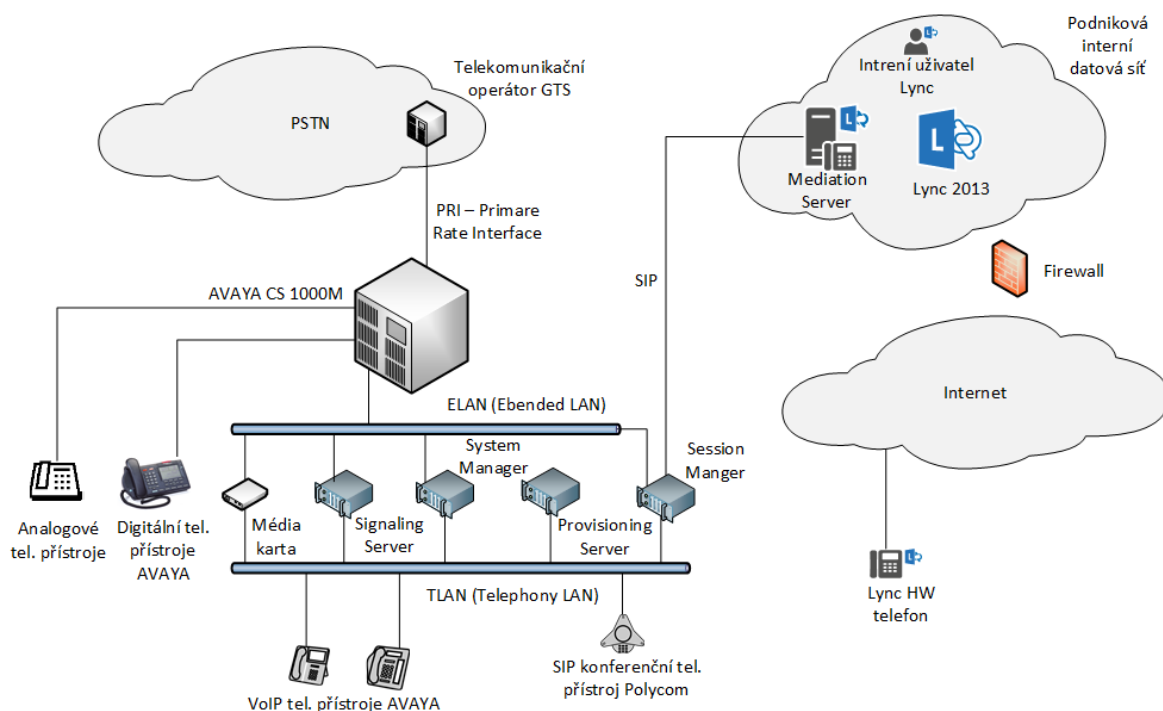 Telekomunikační
operátor GTS
PSTN
PRI – Primare
Rate Interface
AVAYA CS 1000M
Podniková
interní
datová síť
Intrení uživatel
Lync
Mediation
Server
Lync 2013
SIP
Firewall
Internet
Lync HW
telefon
ELAN (Ebended LAN)
System
Manager
Session
Manger
Analogové
tel. přístroje
Digitální tel.
přístroje
AVAYA
Média
karta
Signaling
Server
Provisioning
Server
TLAN (Telephony LAN)
VoIP tel. přístroje AVAYA
SIP konferenční tel.
přístroj Polycom